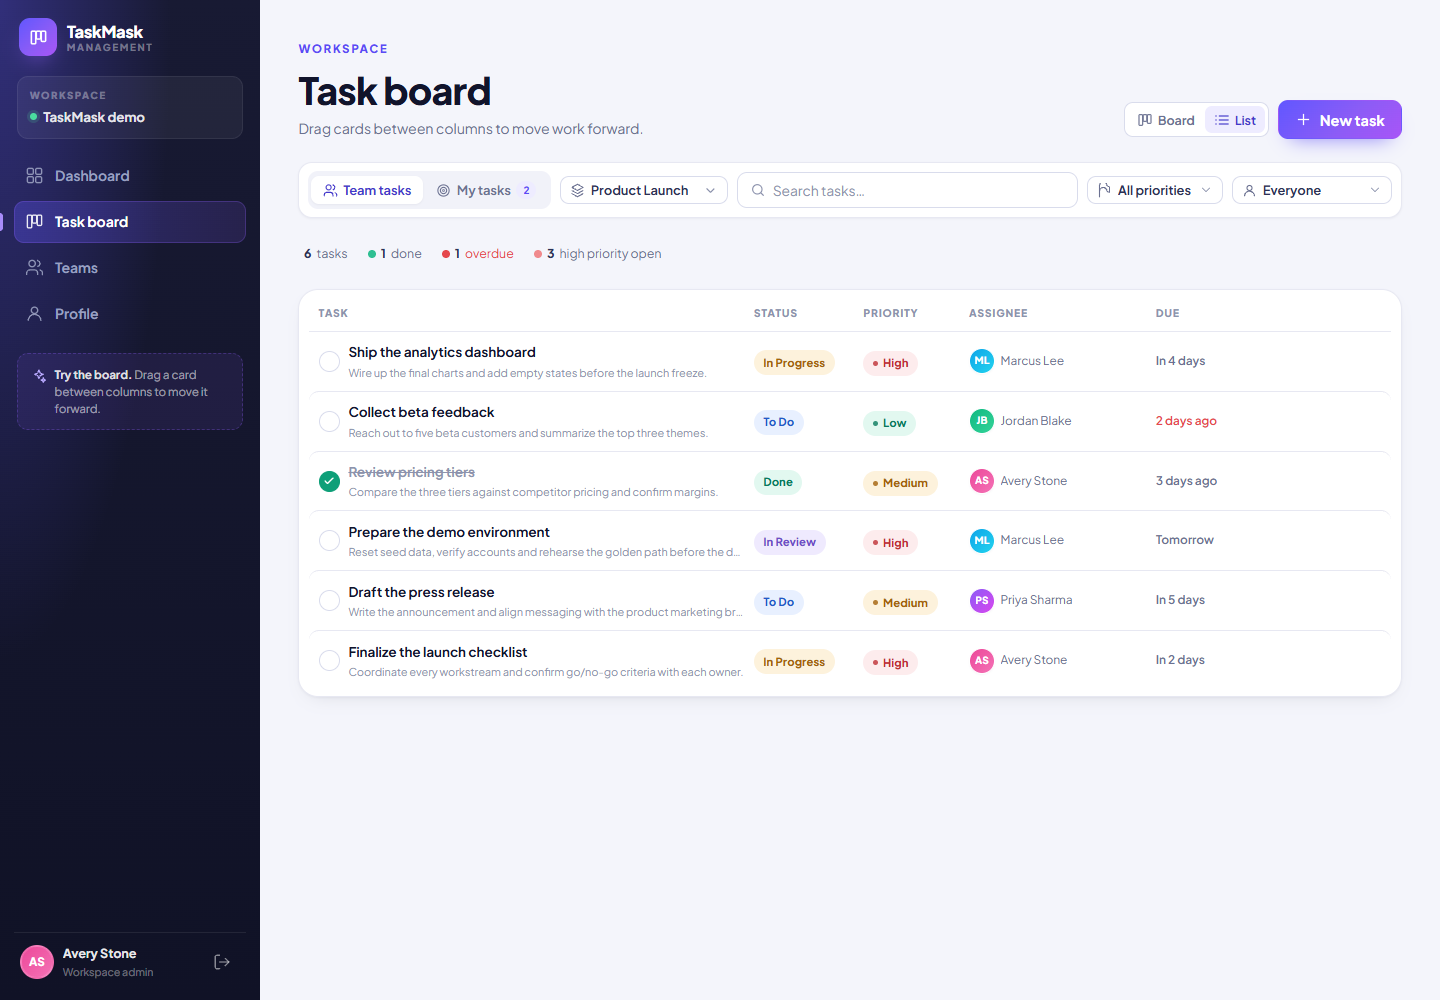 TaskMask
MANAGEMENT
WORKSPACE
TaskMask demo
Dashboard
Task board
Teams
Profile
Try the board. Drag a card
between columns to move it
forward.
AS
Avery Stone
Workspace admin
WORKSPACE
Task board
Drag cards between columns to move work forward.
Board
List
New task
Team tasks
My tasks 2
Product Launch
Search tasks...
All priorities
Everyone
6 tasks 1 done 1 overdue 3 high priority open
TASK STATUS PRIORITY ASSIGNEE DUE
Ship the analytics dashboard
Wire up the final charts and add empty states before the launch freeze.
In Progress High ML Marcus Lee In 4 days
Collect beta feedback
Reach out to five beta customers and summarize the top three themes.
To Do Low JB Jordan Blake 2 days ago
Review pricing tiers
Compare the three tiers against competitor pricing and confirm margins.
Done Medium AS Avery Stone 3 days ago
Prepare the demo environment
Reset seed data, verify accounts and rehearse the golden path before the d...
In Review High ML Marcus Lee Tomorrow
Draft the press release
Write the announcement and align messaging with the product marketing br...
To Do Medium PS Priya Sharma In 5 days
Finalize the launch checklist
Coordinate every workstream and confirm go/no-go criteria with each owner.
In Progress High AS Avery Stone In 2 days